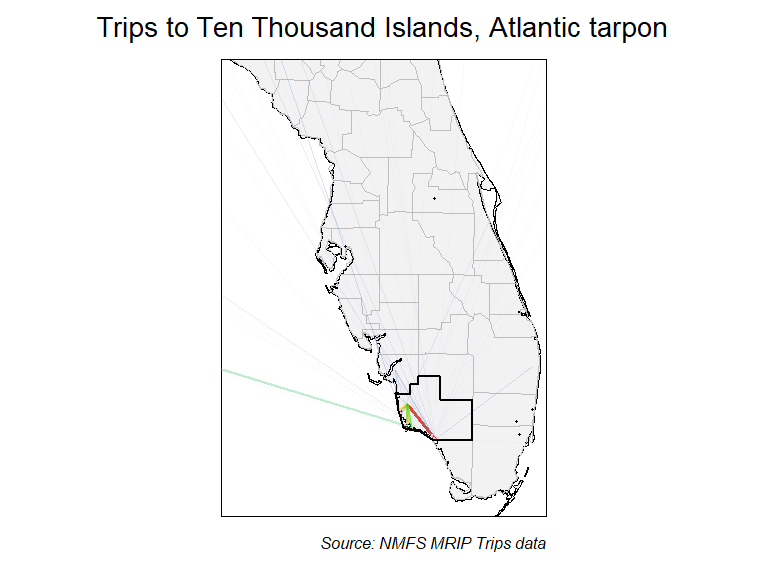 Trips to Ten Thousand Islands, Atlantic tarpon
Source: NMFS MRIP Trips data